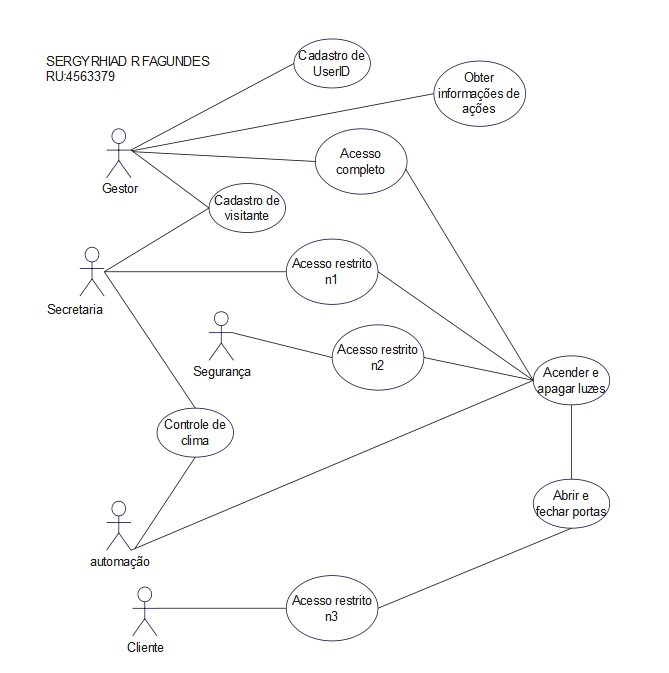 SERGYRHIAD R FAGUNDES
RU:4563379
Cadastro de
UserID
Obter
informações de
ações
Gestor
Acesso
completo
Cadastro de
visitante
Secretaria
Acesso restrito
n1
Segurança
Acesso restrito
n2
Acender e
apagar luzes
Controle de
clima
Abrir e
fechar portas
automação
Acesso restrito
n3
Cliente